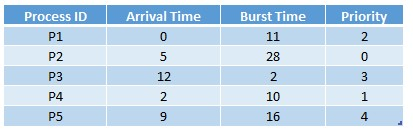 Process ID Arrival Time Burst Time Priority
P1 0 11 2
P2 5 28 0
P3 12 2 3
P4 2 10 1
P5 9 16 4